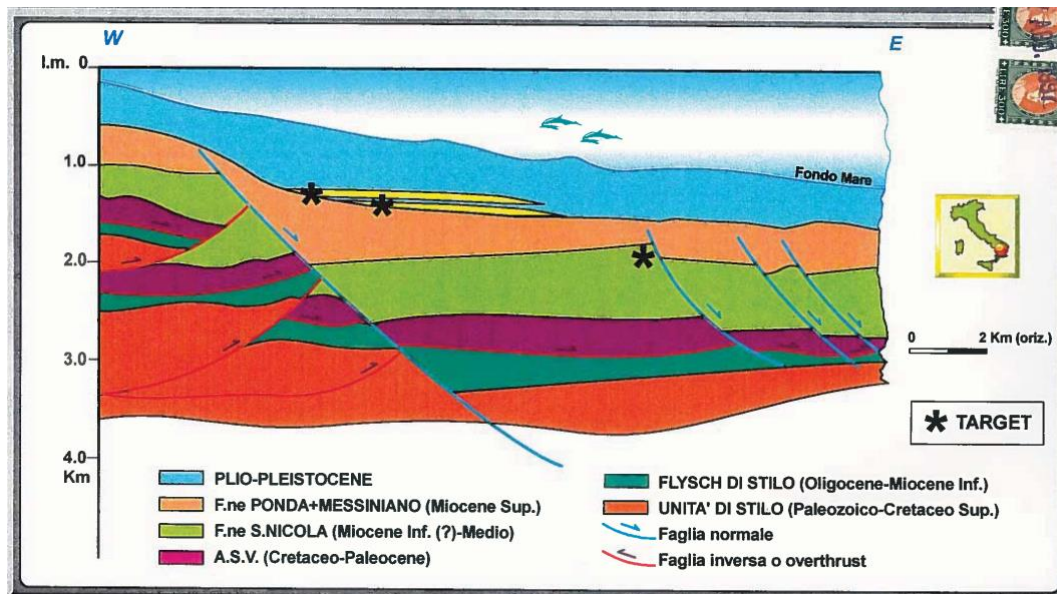 W
E
l.m. 0
1.0
2.0
3.0
4.0
Km
Fondo Mare
0 2 Km (oriz.)
TARGET
PLIO-PLEISTOCENE
F.ne PONDA+MESSINIANO (Miocene Sup.)
F.ne S.NICOLA (Miocene Inf. (?)-Medio)
A.S.V. (Cretaceo-Paleocene)
FLYSCH DI STILO (Oligocene-Miocene Inf.)
UNITA' DI STILO (Paleozoico-Cretaceo Sup.)
Faglia normale
Faglia inversa o overthrust